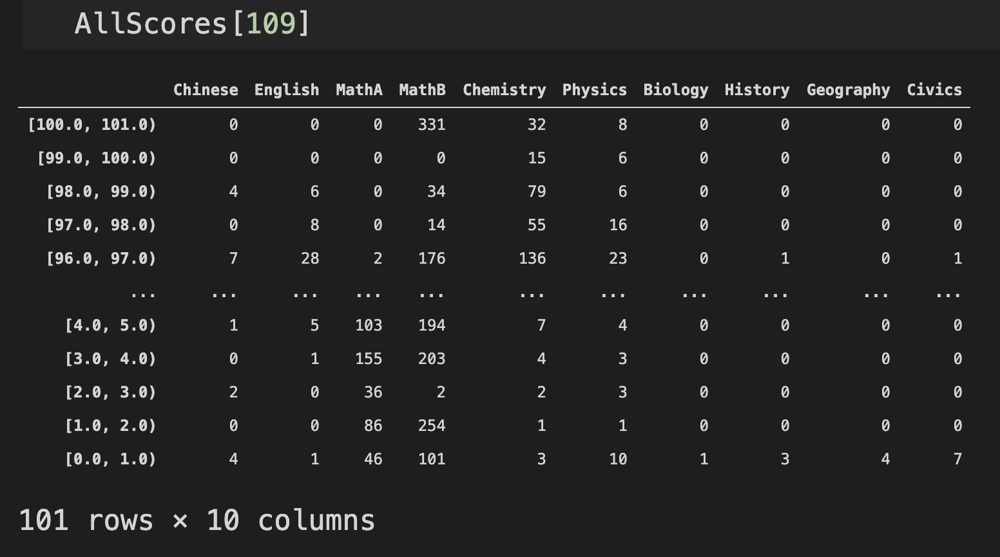 AllScores[109]
Chinese English MathA MathB Chemistry Physics Biology History Geography Civics
[100.0, 101.0) 0 0 0 331 32 8 0 0 0 0
[99.0, 100.0) 0 0 0 0 15 6 0 0 0 0
[98.0, 99.0) 4 6 0 34 79 6 0 0 0 0
[97.0, 98.0) 0 8 0 14 55 16 0 0 0 0
[96.0, 97.0) 7 28 2 176 136 23 0 1 0 1
... ... ... ... ... ... ... ... ... ... ...
[4.0, 5.0) 1 5 103 194 7 4 0 0 0 0
[3.0, 4.0) 0 1 155 203 4 3 0 0 0 0
[2.0, 3.0) 2 0 36 2 2 3 0 0 0 0
[1.0, 2.0) 0 0 86 254 1 1 0 0 0 0
[0.0, 1.0) 4 1 46 101 3 10 1 3 4 7
101 rows × 10 columns